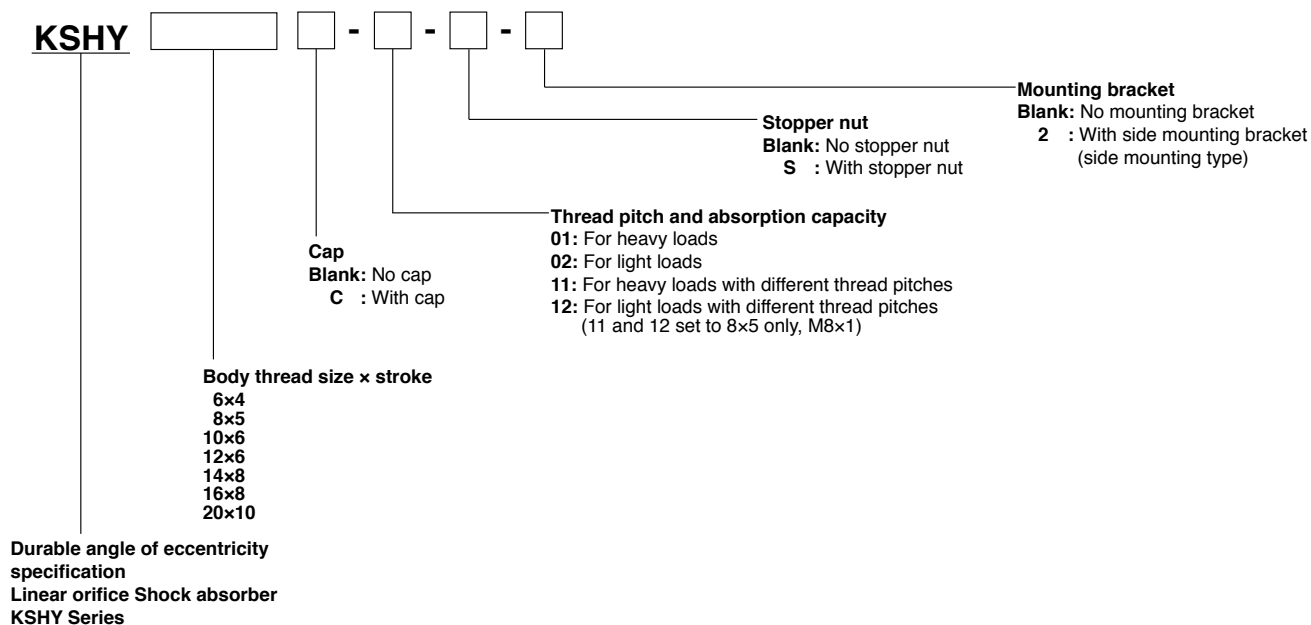 KSHY - - -
Mounting bracket
Blank: No mounting bracket
2 : With side mounting bracket
(side mounting type)
Stopper nut
Blank: No stopper nut
S : With stopper nut
Thread pitch and absorption capacity
01: For heavy loads
02: For light loads
11: For heavy loads with different thread pitches
12: For light loads with different thread pitches
(11 and 12 set to 8×5 only, M8×1)
Cap
Blank: No cap
C : With cap
Body thread size × stroke
6×4
8×5
10×6
12×6
14×8
16×8
20×10
Durable angle of eccentricity
specification
Linear orifice Shock absorber
KSHY Series